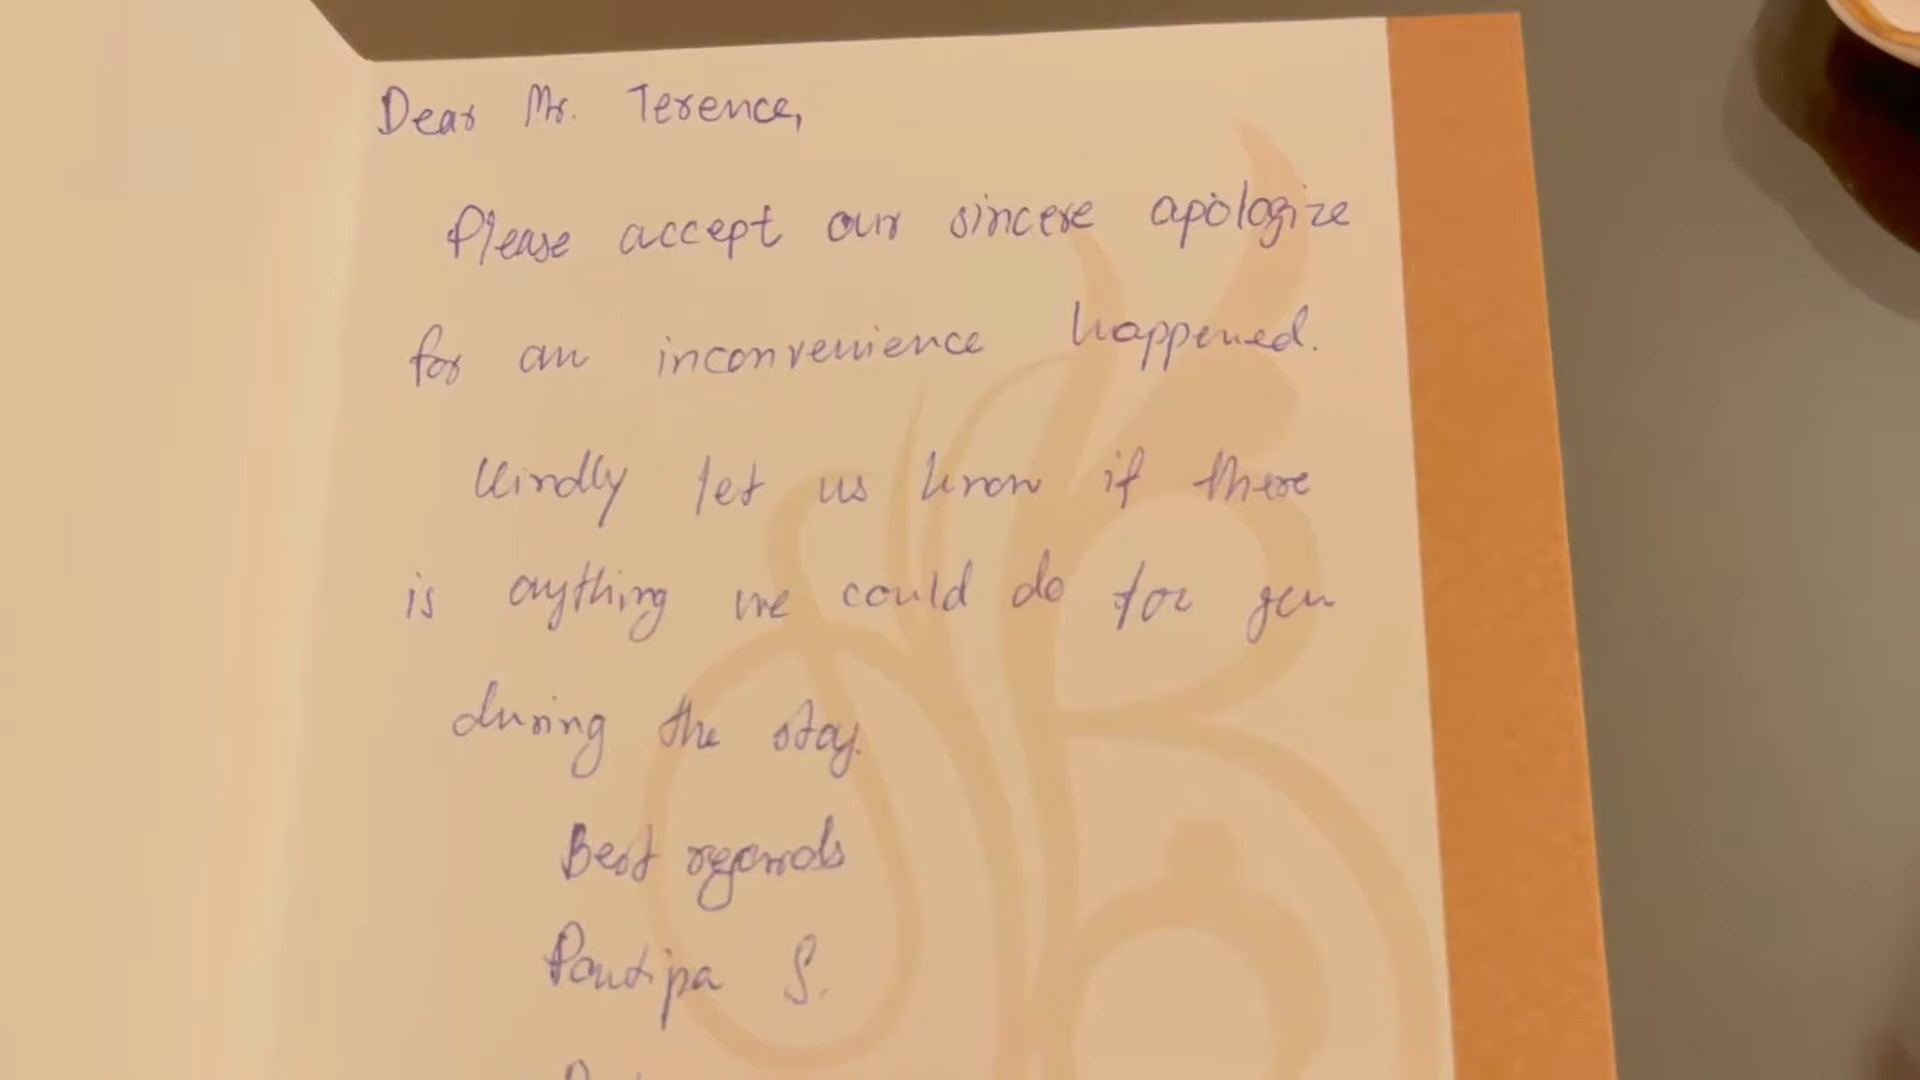 Dear Mr. Terence,
Please accept our sincere apologize
for an inconvenience happened.
Kindly let us know if there
is anything we could do for you
during the stay.
Best regards
Pantipa S.